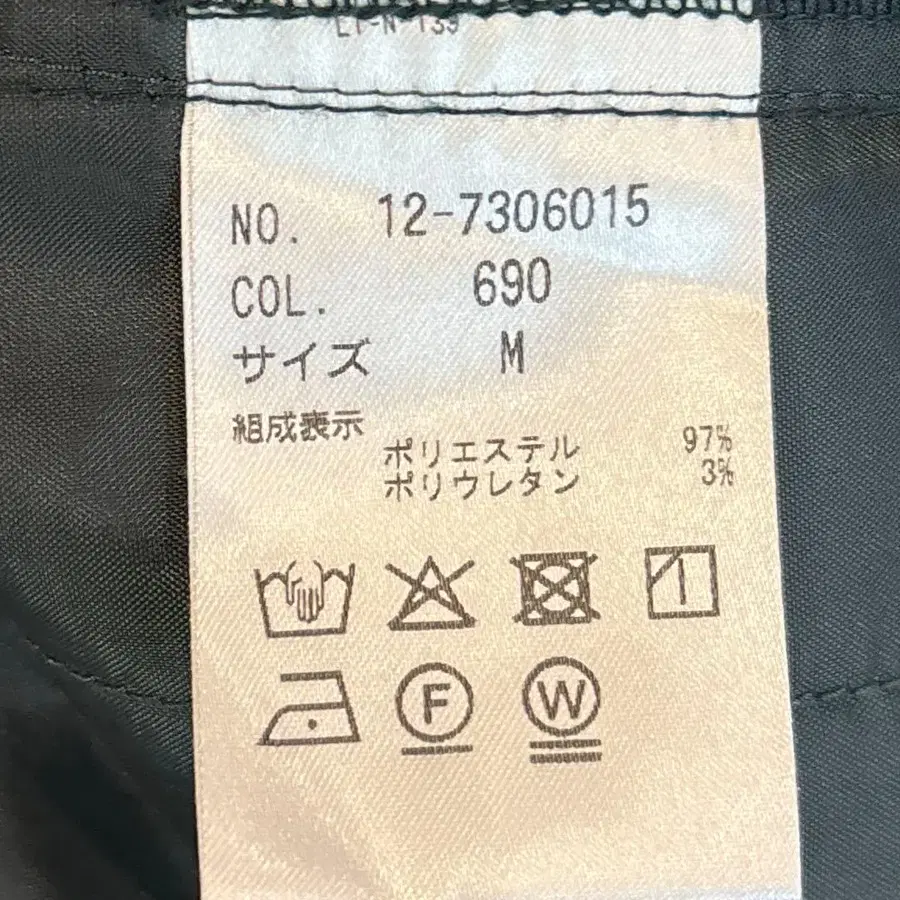 NO. 12-7306015
COL. 690
サイズ M
組成表示
ポリエステル 97%
ポリウレタン 3%
F W